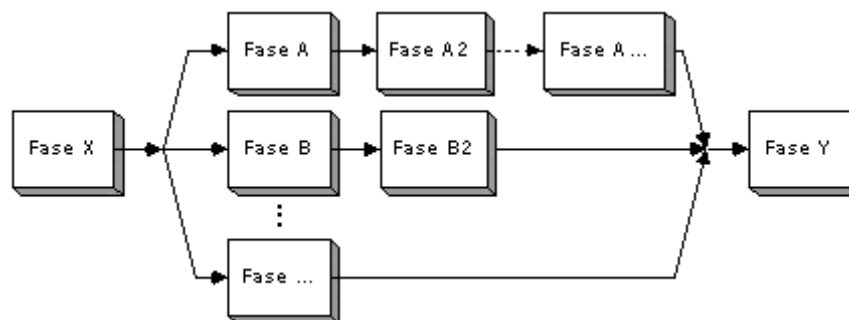 Fase A
Fase A2
Fase A...
Fase X
Fase B
Fase B2
Fase Y
Fase ...